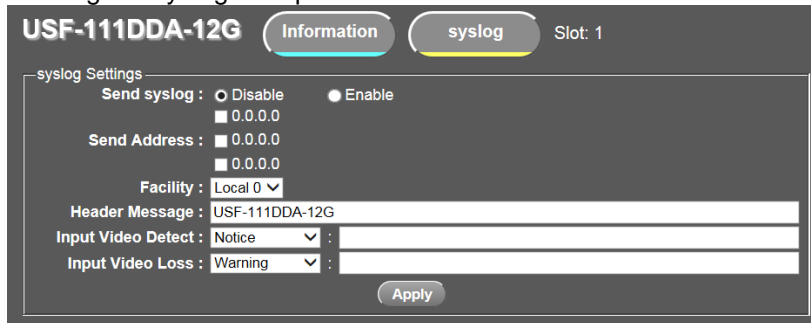 USF-111DDA-12G Information syslog Slot: 1
syslog Settings
Send syslog : Disable Enable
0.0.0.0
Send Address : 0.0.0.0
0.0.0.0
Facility : Local 0
Header Message : USF-111DDA-12G
Input Video Detect : Notice :
Input Video Loss : Warning :
Apply